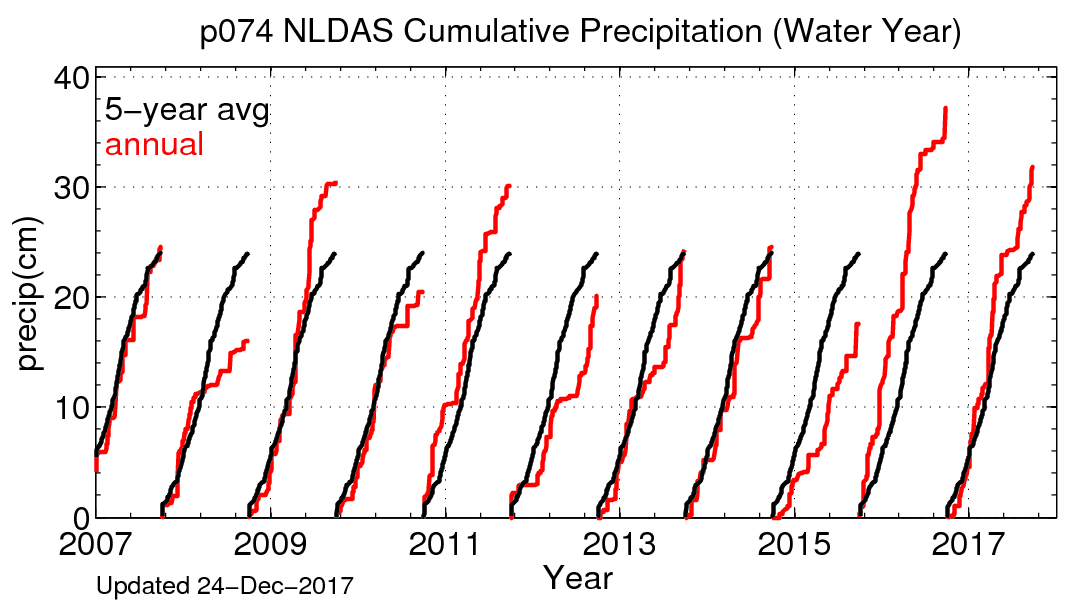 p074 NLDAS Cumulative Precipitation (Water Year)
40
5−year avg
annual
30
precip(cm)
20
10
0
2007 2009 2011 2013 2015 2017
Year
Updated 24−Dec−2017